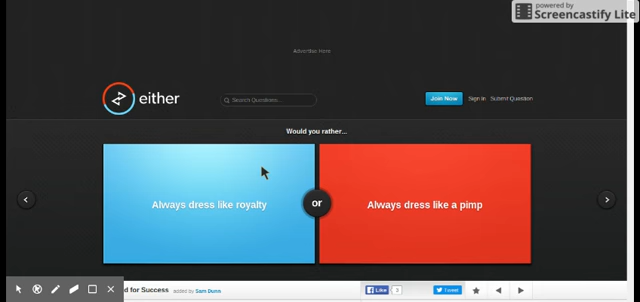 powered by
Screencastify Lite
Advertise Here
either
Search Questions...
Join Now
Sign In
Submit Question
Would you rather...
Always dress like royalty
or
Always dress like a pimp
d for Success
added by Sam Dunn
Like
3
Tweet